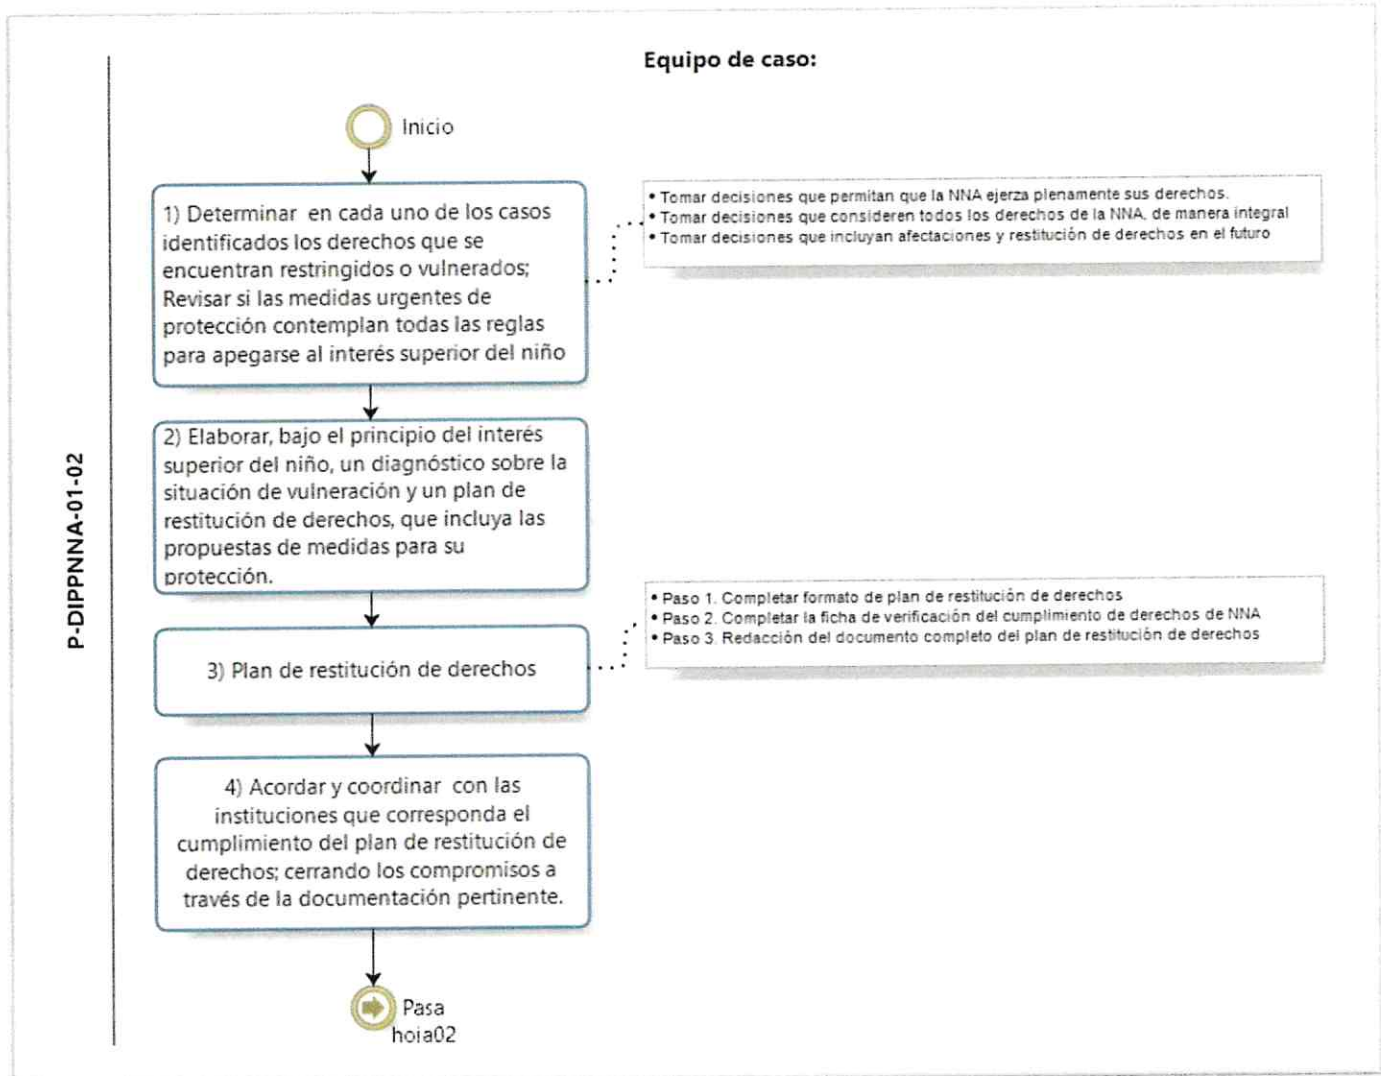 Equipo de caso:
Inicio
1) Determinar en cada uno de los casos
identificados los derechos que se
encuentran restringidos o vulnerados;
Revisar si las medidas urgentes de
protección contemplan todas las reglas
para apegarse al interés superior del niño
• Tomar decisiones que permitan que la NNA ejerza plenamente sus derechos.
• Tomar decisiones que consideren todos los derechos de la NNA, de manera integral
• Tomar decisiones que incluyan afectaciones y restitución de derechos en el futuro
2) Elaborar, bajo el principio del interés
superior del niño, un diagnóstico sobre la
situación de vulneración y un plan de
restitución de derechos, que incluya las
propuestas de medidas para su
protección.
P-DIPPNNA-01-02
3) Plan de restitución de derechos
• Paso 1. Completar formato de plan de restitución de derechos
• Paso 2. Completar la ficha de verificación del cumplimiento de derechos de NNA
• Paso 3. Redacción del documento completo del plan de restitución de derechos
4) Acordar y coordinar con las
instituciones que corresponda el
cumplimiento del plan de restitución de
derechos; cerrando los compromisos a
través de la documentación pertinente.
Pasa
hoja02